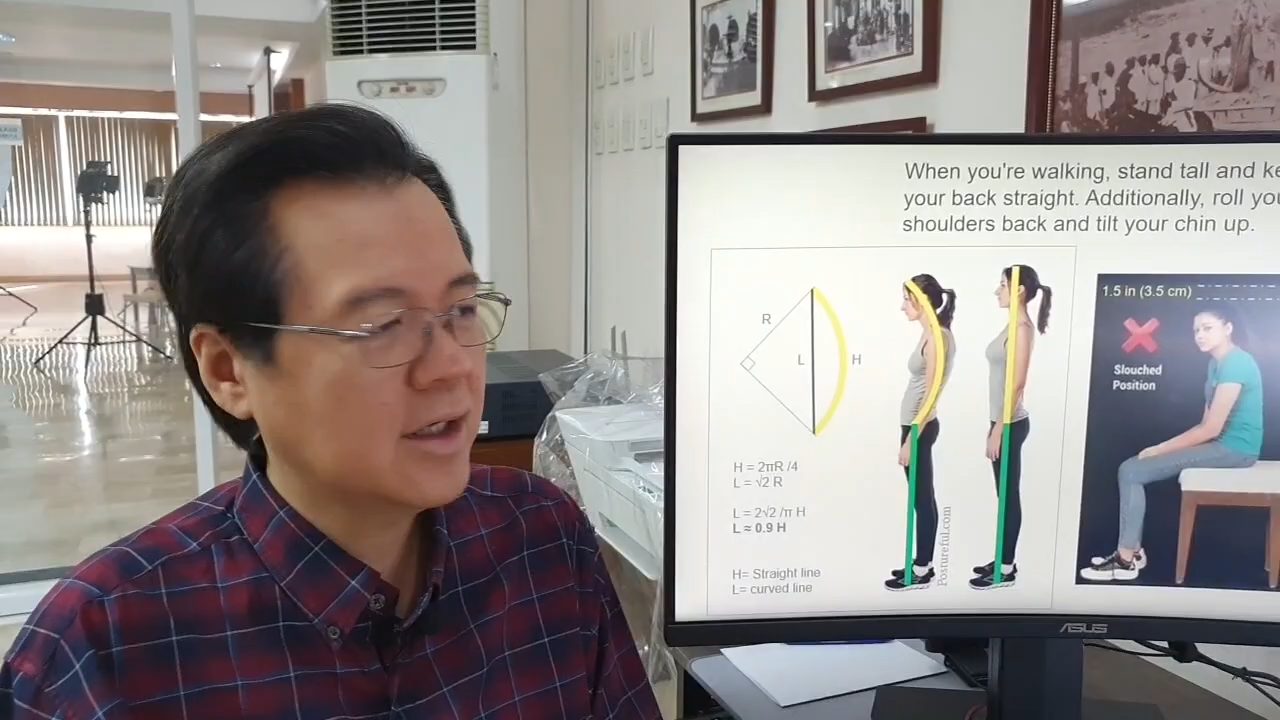 When you're walking, stand tall and ke
your back straight. Additionally, roll you
shoulders back and tilt your chin up.
R
L
H
H = 2πR /4
L = √2 R
L = 2√2 /π H
L ≈ 0.9 H
H= Straight line
L= curved line
Postureful.com
1.5 in (3.5 cm)
Slouched
Position
ASUS